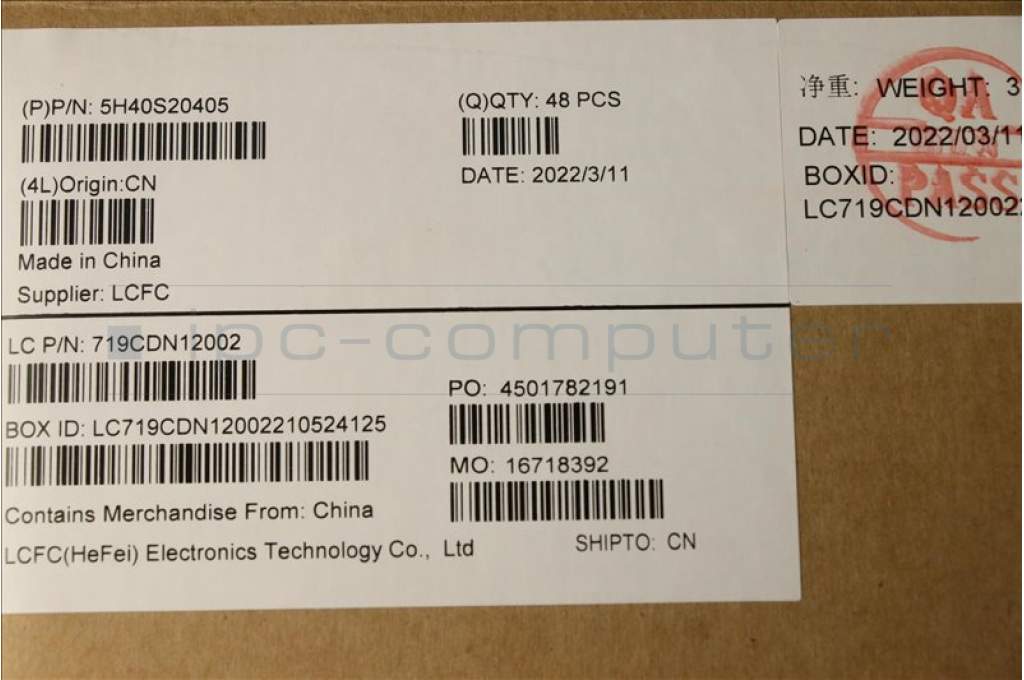 (P)P/N: 5H40S20405
(Q)QTY: 48 PCS
(4L)Origin:CN
DATE: 2022/3/11
Made in China
Supplier: LCFC
净重: WEIGHT: 3
DATE: 2022/03/11
BOXID:
LC719CDN12002
ipc-computer
LC P/N: 719CDN12002
PO: 4501782191
BOX ID: LC719CDN12002210524125
MO: 16718392
Contains Merchandise From: China
LCFC(HeFei) Electronics Technology Co., Ltd
SHIPTO: CN